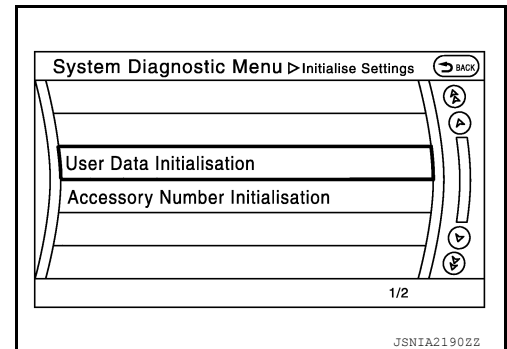 System Diagnostic Menu ▷ Initialise Settings BACK
User Data Initialisation
Accessory Number Initialisation
1/2
JSNIA2190ZZ